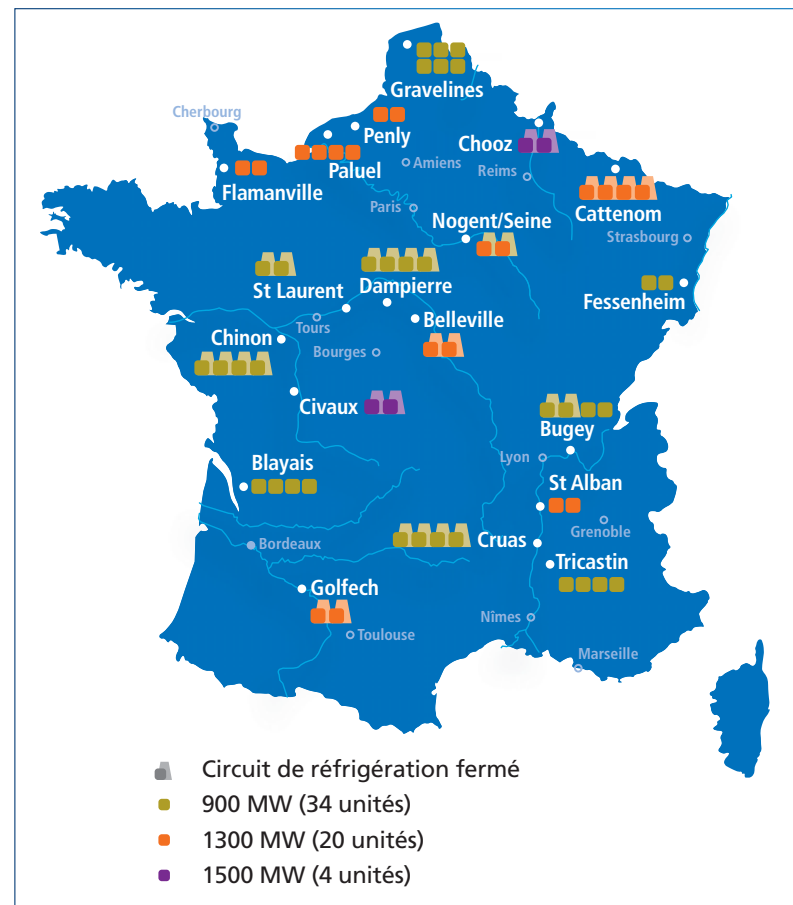 Gravelines
Cherbourg
Penly
Chooz
Paluel
Amiens
Reims
Flamanville
Cattenom
Paris
Nogent/Seine
Strasbourg
St Laurent
Dampierre
Fessenheim
Tours
Belleville
Chinon
Bourges
Civaux
Bugey
Lyon
Blayais
St Alban
Grenoble
Bordeaux
Cruas
Tricastin
Golfech
Nîmes
Toulouse
Marseille
Circuit de réfrigération fermé
900 MW (34 unités)
1300 MW (20 unités)
1500 MW (4 unités)